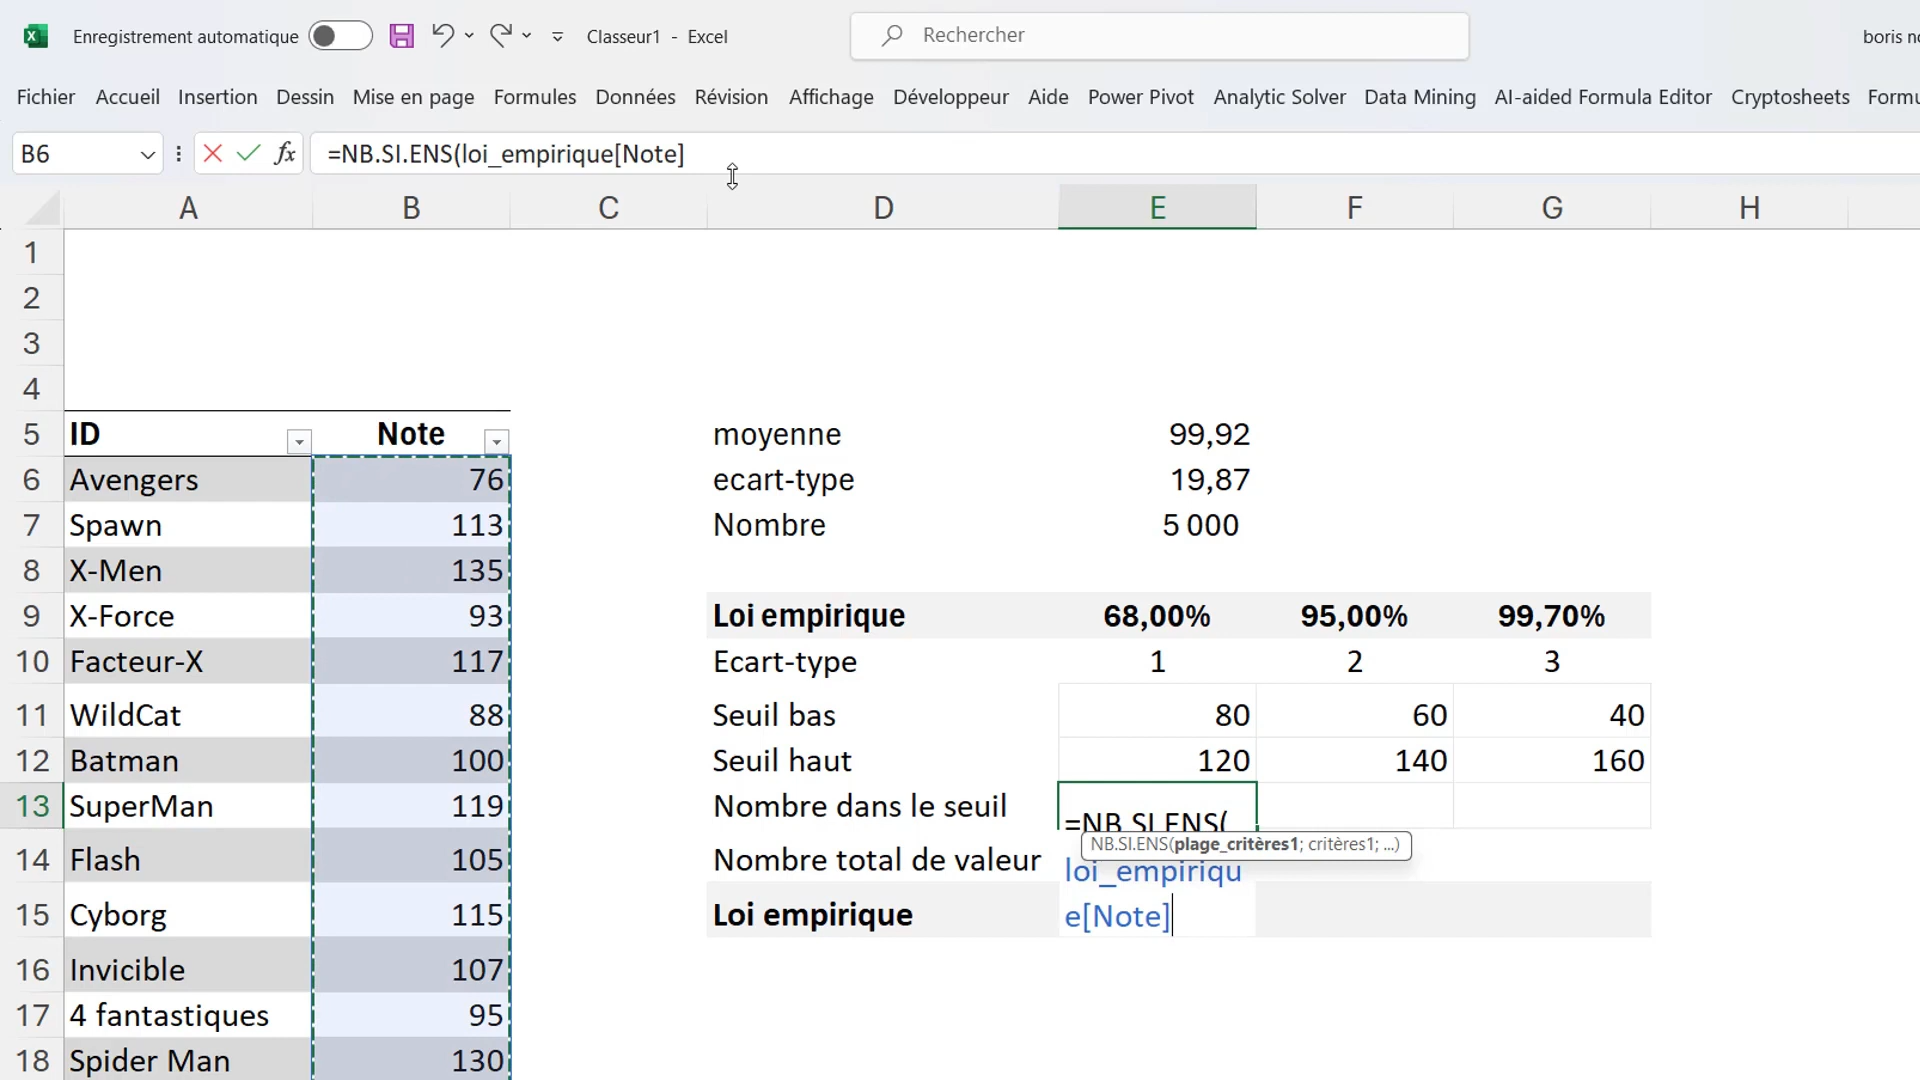 Enregistrement automatique Classeur1 - Excel Rechercher boris
Fichier Accueil Insertion Dessin Mise en page Formules Données Révision Affichage Développeur Aide Power Pivot Analytic Solver Data Mining AI-aided Formula Editor Cryptosheets
B6 fx =NB.SI.ENS(loi_empirique[Note]
A B C D E F G H
1
2
3
4
5 ID Note moyenne 99,92
6 Avengers 76 ecart-type 19,87
7 Spawn 113 Nombre 5 000
8 X-Men 135
9 X-Force 93 Loi empirique 68,00% 95,00% 99,70%
10 Facteur-X 117 Ecart-type 1 2 3
11 WildCat 88 Seuil bas 80 60 40
12 Batman 100 Seuil haut 120 140 160
13 SuperMan 119 Nombre dans le seuil =NB.SI.ENS(
NB.SI.ENS(plage_critères1; critères1; ...)
14 Flash 105 Nombre total de valeur loi_empiriqu
15 Cyborg 115 Loi empirique e[Note]
16 Invicible 107
17 4 fantastiques 95
18 Spider Man 130